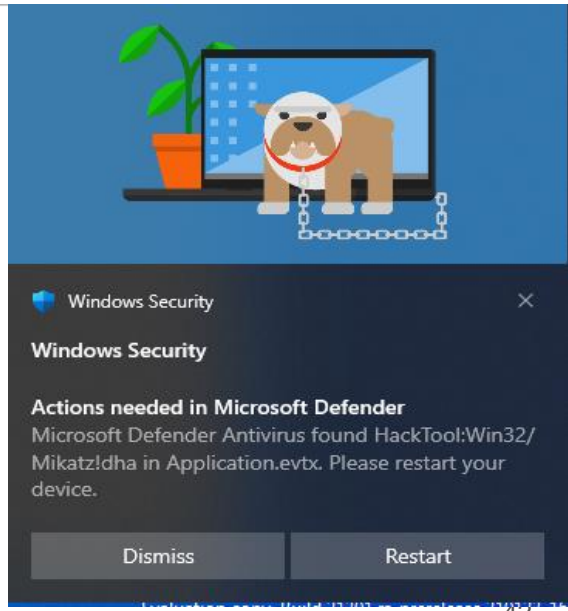 Windows Security
Windows Security
Actions needed in Microsoft Defender
Microsoft Defender Antivirus found HackTool:Win32/
Mikatz!dha in Application.evtx. Please restart your
device.
Dismiss
Restart